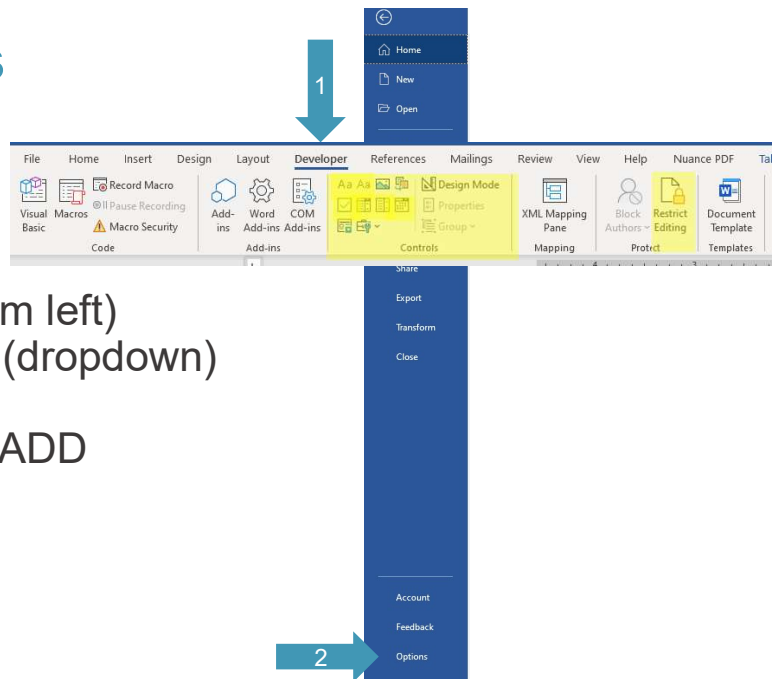 s
1
Home
New
Open
File Home Insert Design Layout Developer References Mailings Review View Help Nuance PDF Tal
Visual Basic
Macros
Record Macro
Pause Recording
Macro Security
Code
Add-ins
Word Add-ins
COM Add-ins
Add-ins
Aa Aa
Design Mode
Properties
Group
Controls
XML Mapping Pane
Mapping
Block Authors
Restrict Editing
Protect
Document Template
Templates
Share
Export
Transform
Close
m left)
(dropdown)
ADD
Account
Feedback
2
Options